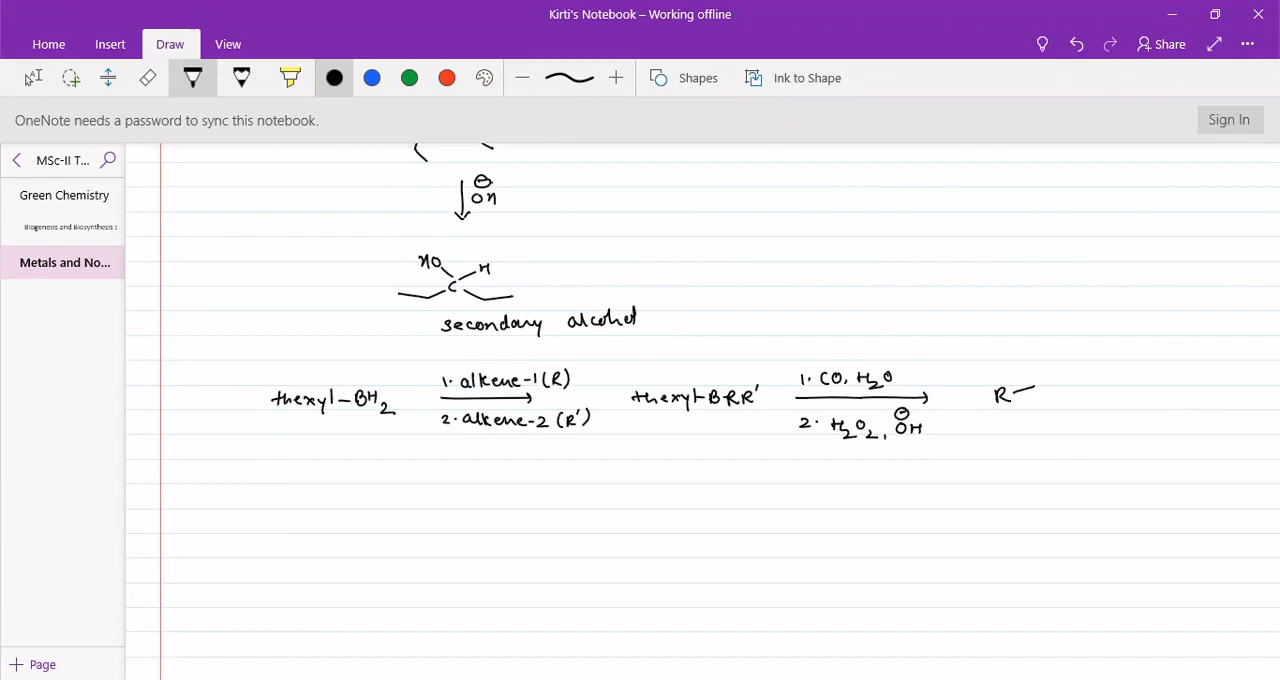 Kirti's Notebook – Working offline
Home Insert Draw View
Share
Shapes Ink to Shape
OneNote needs a password to sync this notebook.
Sign In
MSc-II T...
Green Chemistry
Biogenesis and Biosynthesis o
Metals and No...
⊖
OH
HO H
C
secondary alcohol
thexyl-BH2 1. alkene-1(R) thexyl-BRR' 1. CO, H2O R—
2. alkene-2 (R') 2. H2O2, ⊖OH
Page